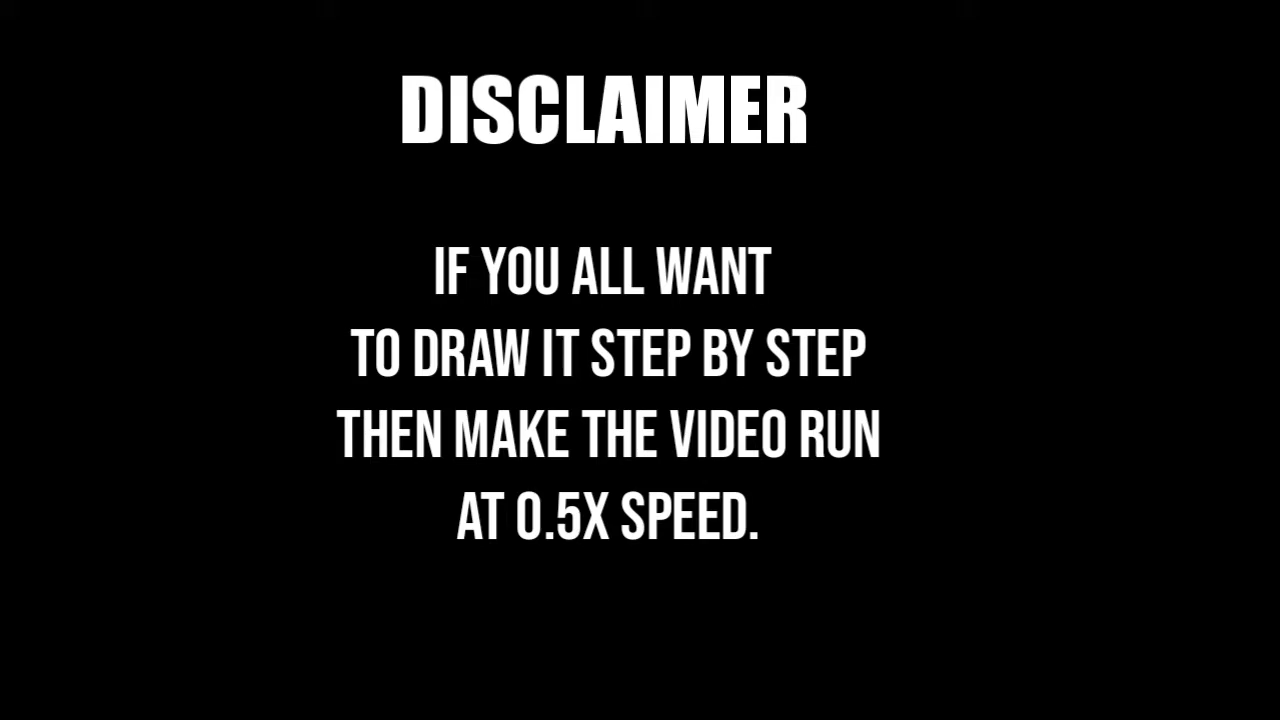 DISCLAIMER
IF YOU ALL WANT
TO DRAW IT STEP BY STEP
THEN MAKE THE VIDEO RUN
AT 0.5X SPEED.